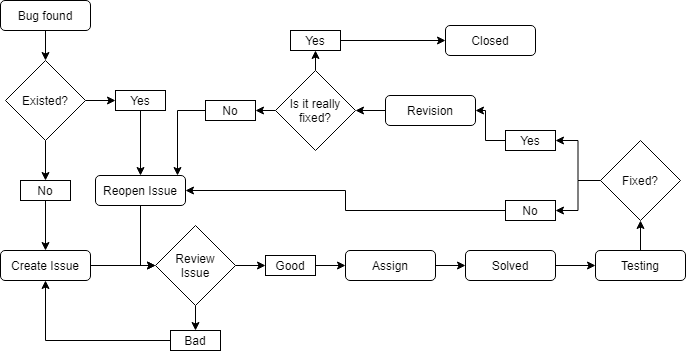 Bug found
Yes
Closed
Existed?
Yes
No
Is it really
fixed?
Revision
Yes
No
Reopen Issue
Fixed?
No
Create Issue
Review
Issue
Good
Assign
Solved
Testing
Bad